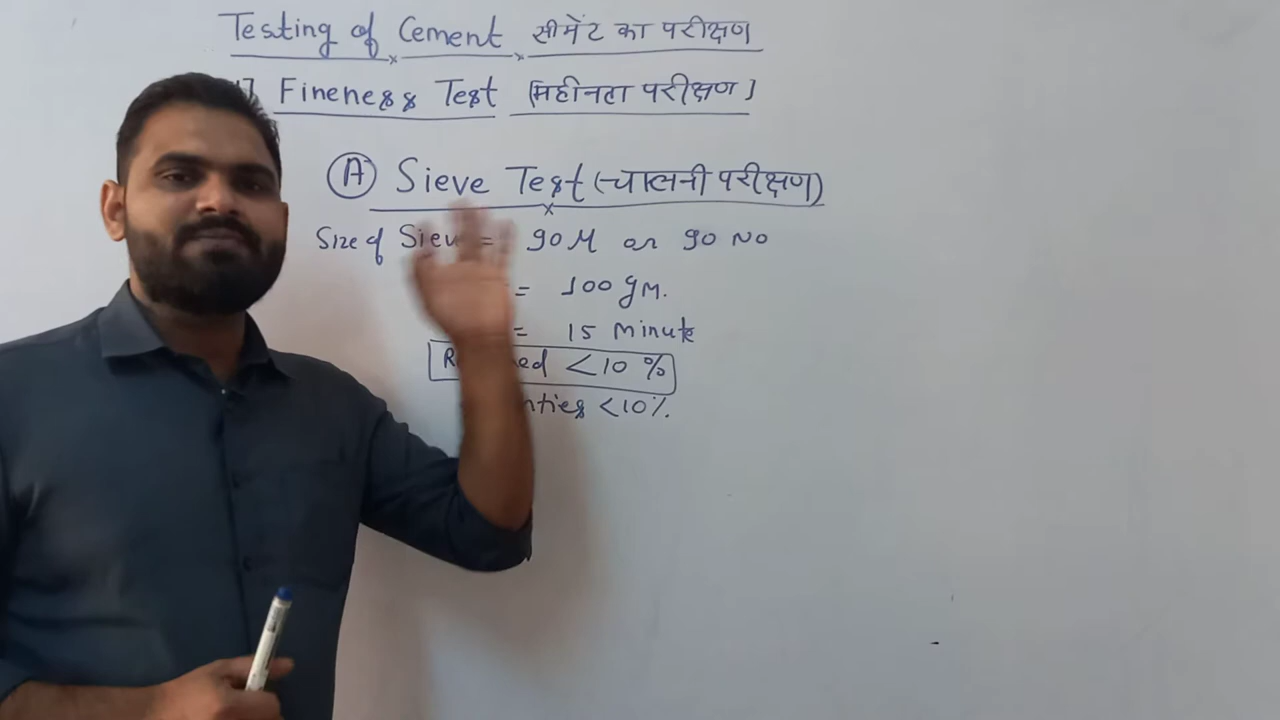 Testing of Cement सीमेंट का परीक्षण
1] Fineness Test [महीनता परीक्षण]
(A) Sieve Test (चालनी परीक्षण)
Size of Sieve = 90 M or 90 No
= 100 gm.
= 15 Minute
<10 %
<10%.